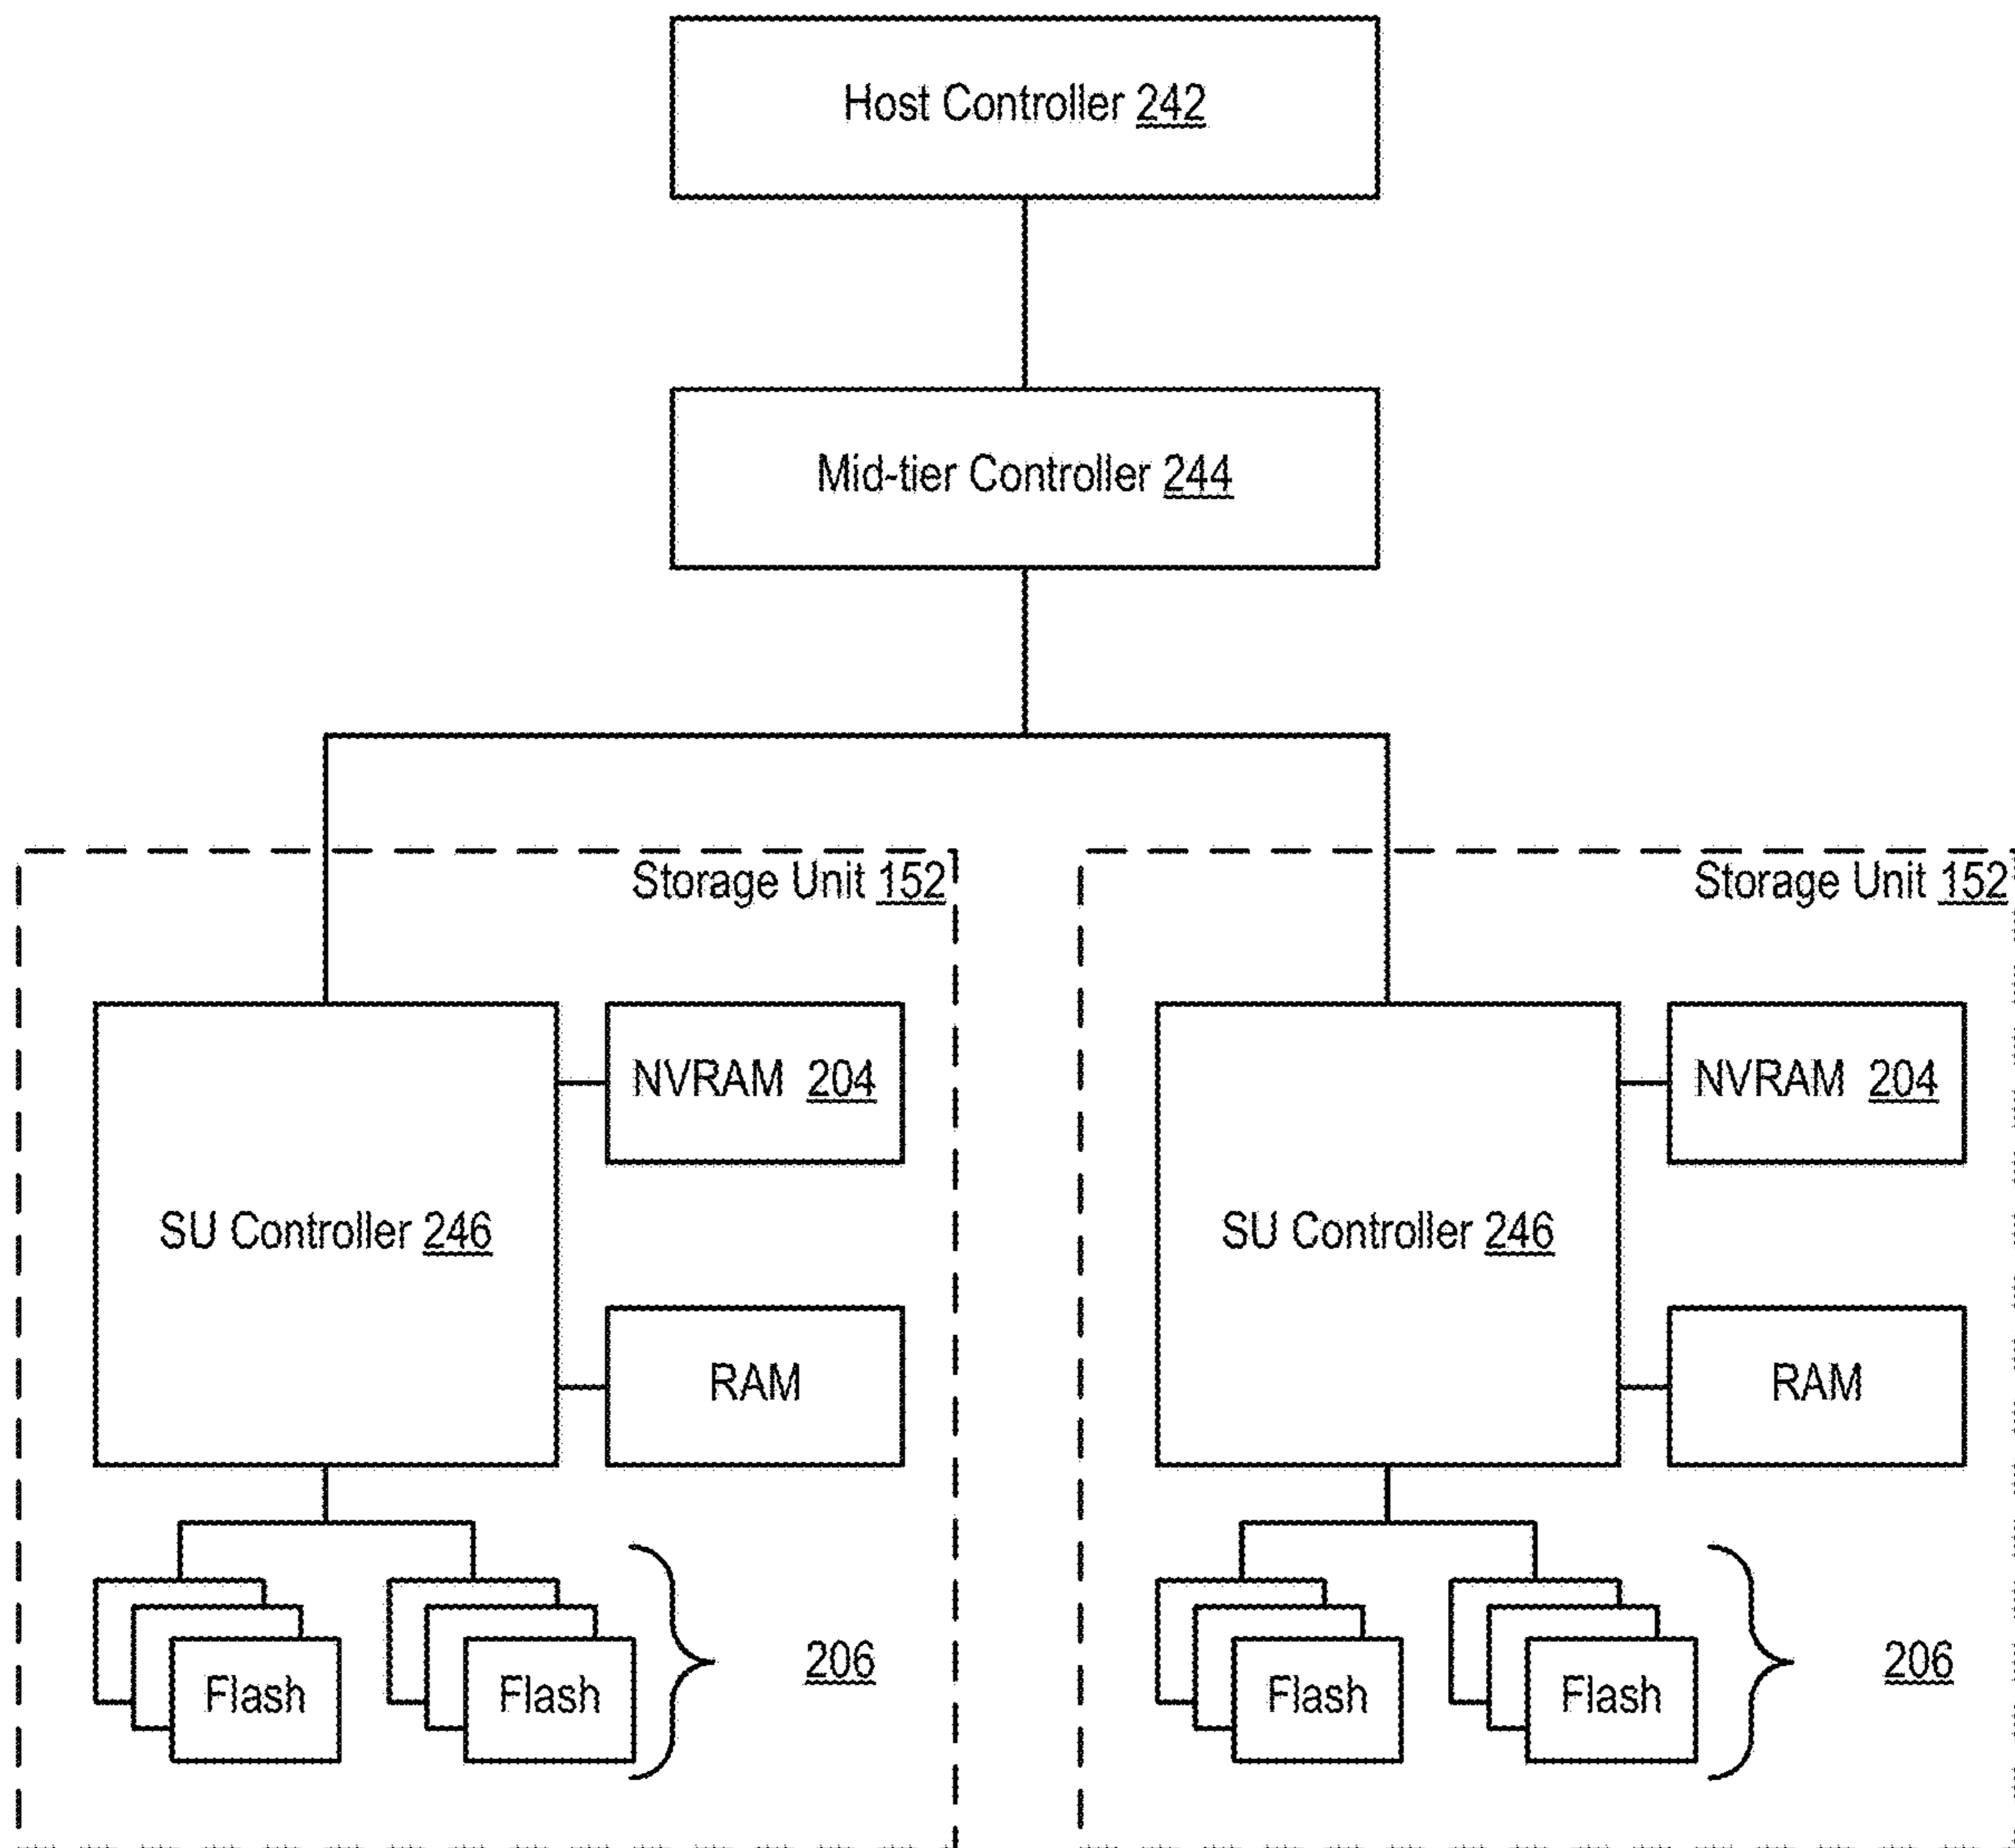 Host Controller 242
Mid-tier Controller 244
Storage Unit 152
Storage Unit 152
NVRAM 204
NVRAM 204
SU Controller 246
SU Controller 246
RAM
RAM
206
206
Flash
Flash
Flash
Flash